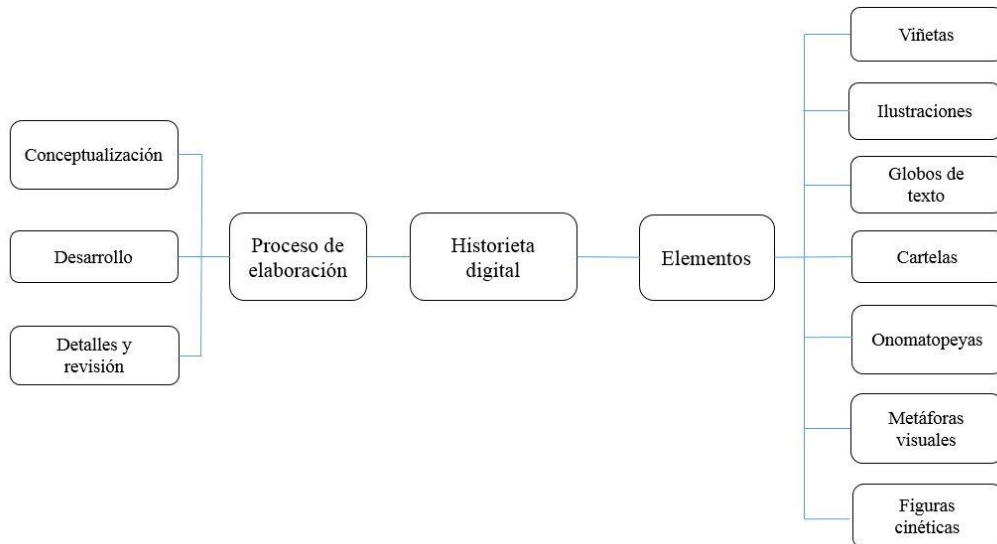 Conceptualización
Desarrollo
Detalles y
revisión
Proceso de
elaboración
Historieta
digital
Elementos
Viñetas
Ilustraciones
Globos de
texto
Cartelas
Onomatopeyas
Metáforas
visuales
Figuras
cinéticas